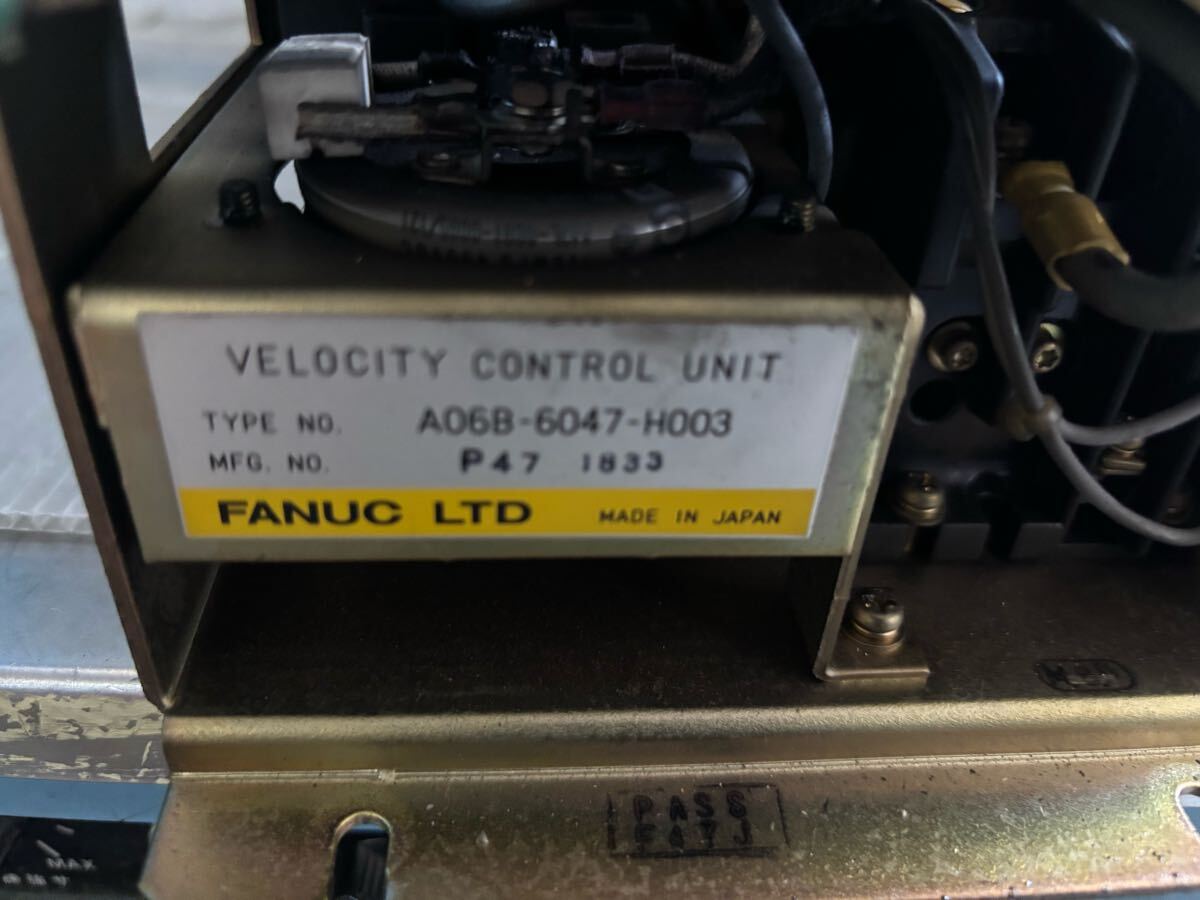 VELOCITY CONTROL UNIT
TYPE NO. A06B-6047-H003
MFG. NO. P47 1833
FANUC LTD MADE IN JAPAN
PASS
MAX